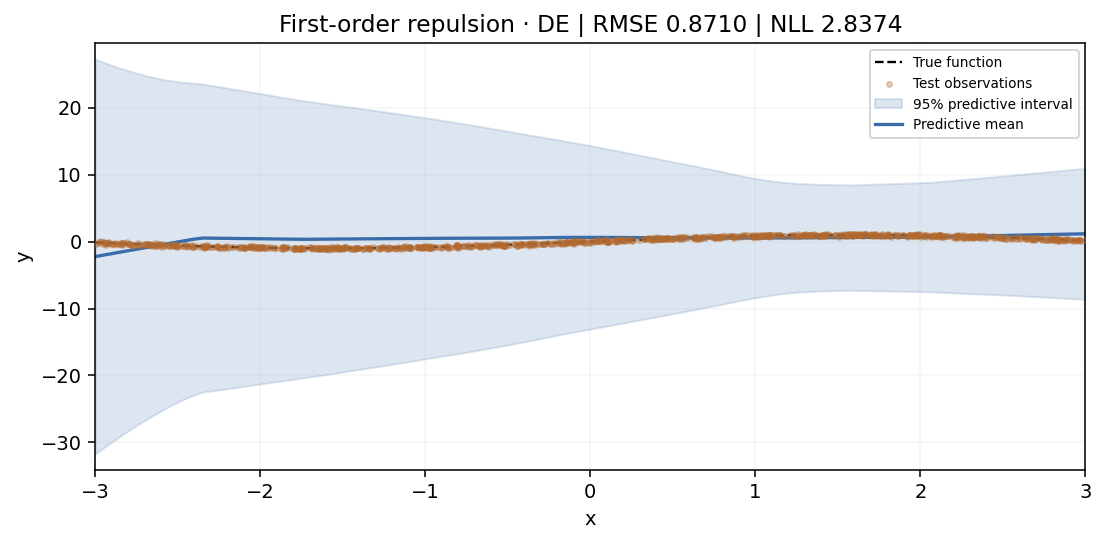 First-order repulsion · DE | RMSE 0.8710 | NLL 2.8374
True function
Test observations
95% predictive interval
Predictive mean
y
20
10
0
−10
−20
−30
−3
−2
−1
0
1
2
3
x